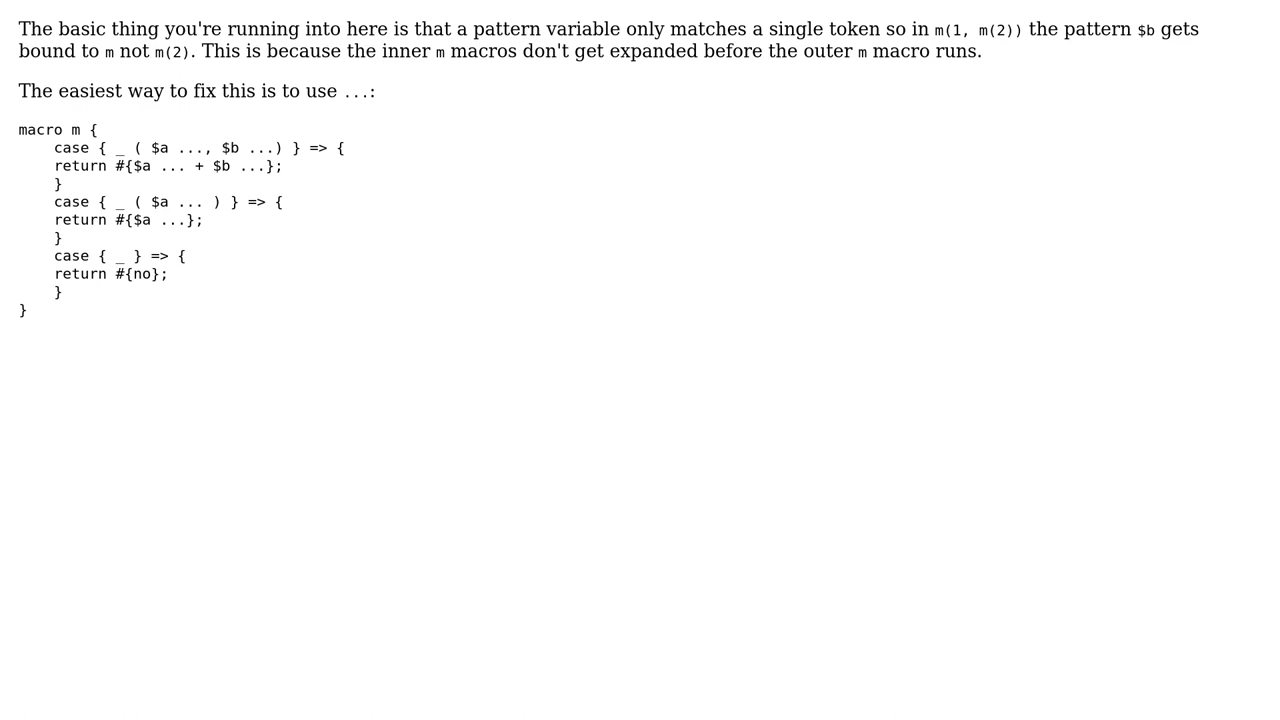 The basic thing you're running into here is that a pattern variable only matches a single token so in m(1, m(2)) the pattern $b gets
bound to m not m(2). This is because the inner m macros don't get expanded before the outer m macro runs.
The easiest way to fix this is to use ...:
macro m {
    case { _ ( $a ..., $b ...) } => {
    return #{$a ... + $b ...};
    }
    case { _ ( $a ... ) } => {
    return #{$a ...};
    }
    case { _ } => {
    return #{no};
    }
}